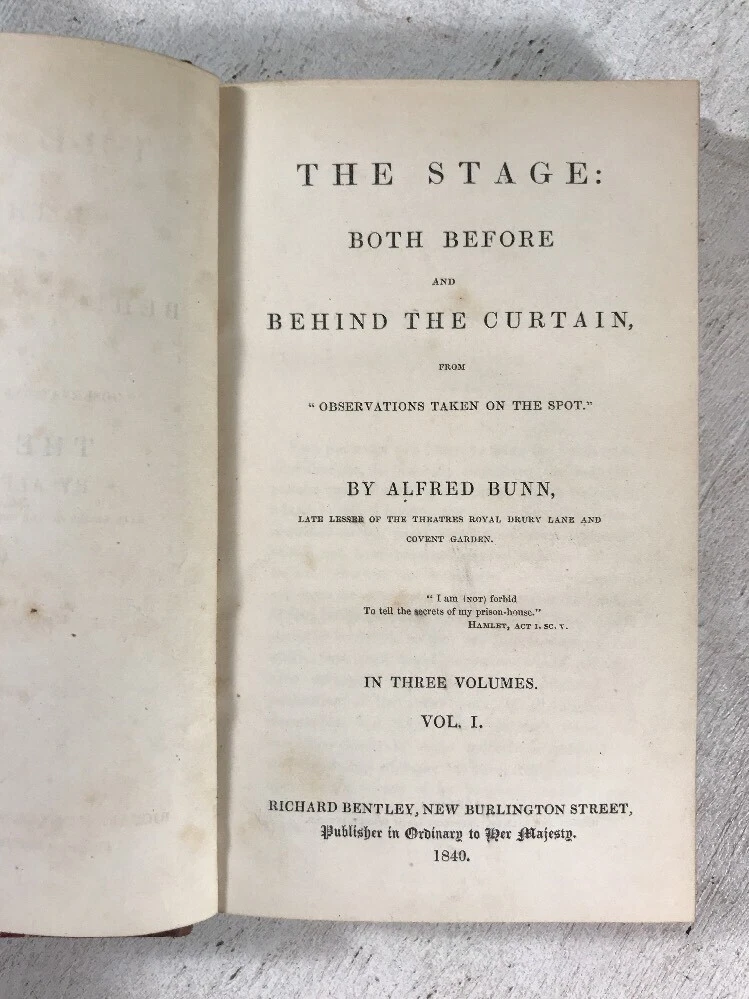 THE STAGE:
BOTH BEFORE
AND
BEHIND THE CURTAIN,
FROM
"OBSERVATIONS TAKEN ON THE SPOT."
BY ALFRED BUNN,
LATE LESSEE OF THE THEATRES ROYAL DRURY LANE AND
COVENT GARDEN.
"I am (NOT) forbid
To tell the secrets of my prison-house."
HAMLET, ACT I. SC. V.
IN THREE VOLUMES.
VOL. I.
RICHARD BENTLEY, NEW BURLINGTON STREET,
Publisher in Ordinary to Her Majesty.
1840.